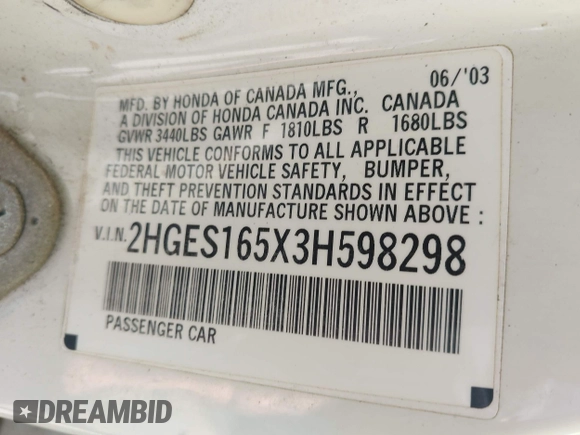 MFD. BY HONDA OF CANADA MFG., 06/'03
A DIVISION OF HONDA CANADA INC. CANADA
GVWR 3440LBS GAWR F 1810LBS R 1680LBS
THIS VEHICLE CONFORMS TO ALL APPLICABLE
FEDERAL MOTOR VEHICLE SAFETY, BUMPER,
AND THEFT PREVENTION STANDARDS IN EFFECT
ON THE DATE OF MANUFACTURE SHOWN ABOVE :
V.I.N. 2HGES165X3H598298
PASSENGER CAR
DREAMBID